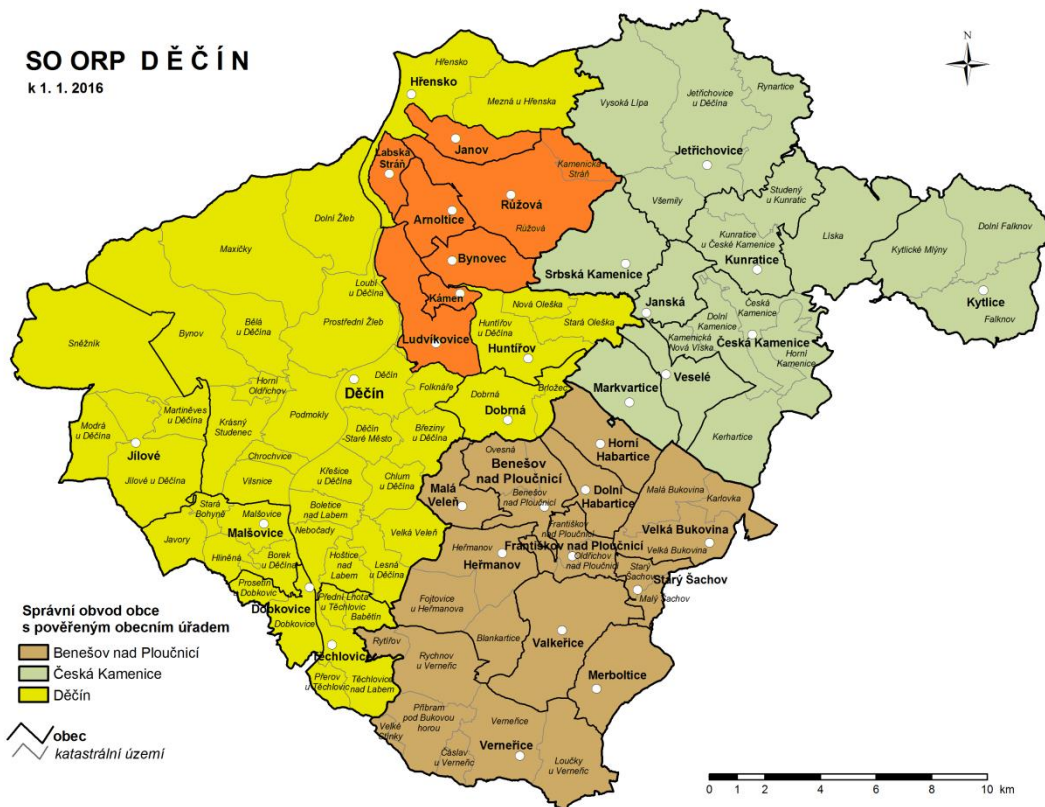 SO ORP DĚČÍN
k 1. 1. 2016
N
Hřensko
Hřensko
Mezná u Hřenska
Janov
Labská
Stráň
Kamenická
Stráň
Růžová
Růžová
Arnoltice
Bynovec
Kámen
Ludvíkovice
Vysoká Lípa
Jetřichovice
u Děčína
Rynartice
Jetřichovice
Všemily
Studený
u Kunratic
Kunratice
u České Kamenice
Kunratice
Líska
Kytlické Mlýny
Dolní Falknov
Kytlice
Falknov
Srbská Kamenice
Janská
Dolní
Kamenice
Česká
Kamenice
Kamenická
Nová Víska
Česká Kamenice
Horní
Kamenice
Veselé
Markvartice
Kerhartice
Dolní Žleb
Maxičky
Loubí
u Děčína
Prostřední Žleb
Sněžník
Bynov
Bělá
u Děčína
Nová Oleška
Huntířov
u Děčína
Stará Oleška
Huntířov
Horní
Oldřichov
Děčín
Děčín
Folknáře
Dobrná
Brložec
Dobrná
Modrá
u Děčína
Martiněves
u Děčína
Krásný
Studenec
Podmokly
Děčín
Staré Město
Březiny
u Děčína
Jílové
Jílové u Děčína
Chrochvice
Vilsnice
Křešice
u Děčína
Chlum
u Děčína
Stará
Bohyně
Malšovice
Malšovice
Boletice
nad Labem
Nebočady
Velká Veleň
Javory
Hliněná
Borek
u Děčína
Hoštice
nad
Labem
Lesná
u Děčína
Prosetín
u Dobkovic
Dobkovice
Dobkovice
Přední Lhota
u Těchlovic
Babětín
Těchlovice
Přerov
u Těchlovic
Těchlovice
nad Labem
Ovesná
Benešov
nad Ploučnicí
Benešov
nad Ploučnicí
Malá
Veleň
Horní
Habartice
Dolní
Habartice
Malá Bukovina
Karlovka
Velká Bukovina
Velká Bukovina
Františkov
nad Ploučnicí
Františkov nad Ploučnicí
Oldřichov
nad Ploučnicí
Heřmanov
Heřmanov
Starý
Šachov
Starý Šachov
Malý Šachov
Fojtovice
u Heřmanova
Blankartice
Valkeřice
Merboltice
Rytířov
Rychnov
u Verneřic
Příbram
pod Bukovou
horou
Velké
Stínky
Čáslav
u Verneřic
Verneřice
Verneřice
Loučky
u Verneřic
Správní obvod obce
s pověřeným obecním úřadem
Benešov nad Ploučnicí
Česká Kamenice
Děčín
obec
katastrální území
0 1 2 4 6 8 10 km